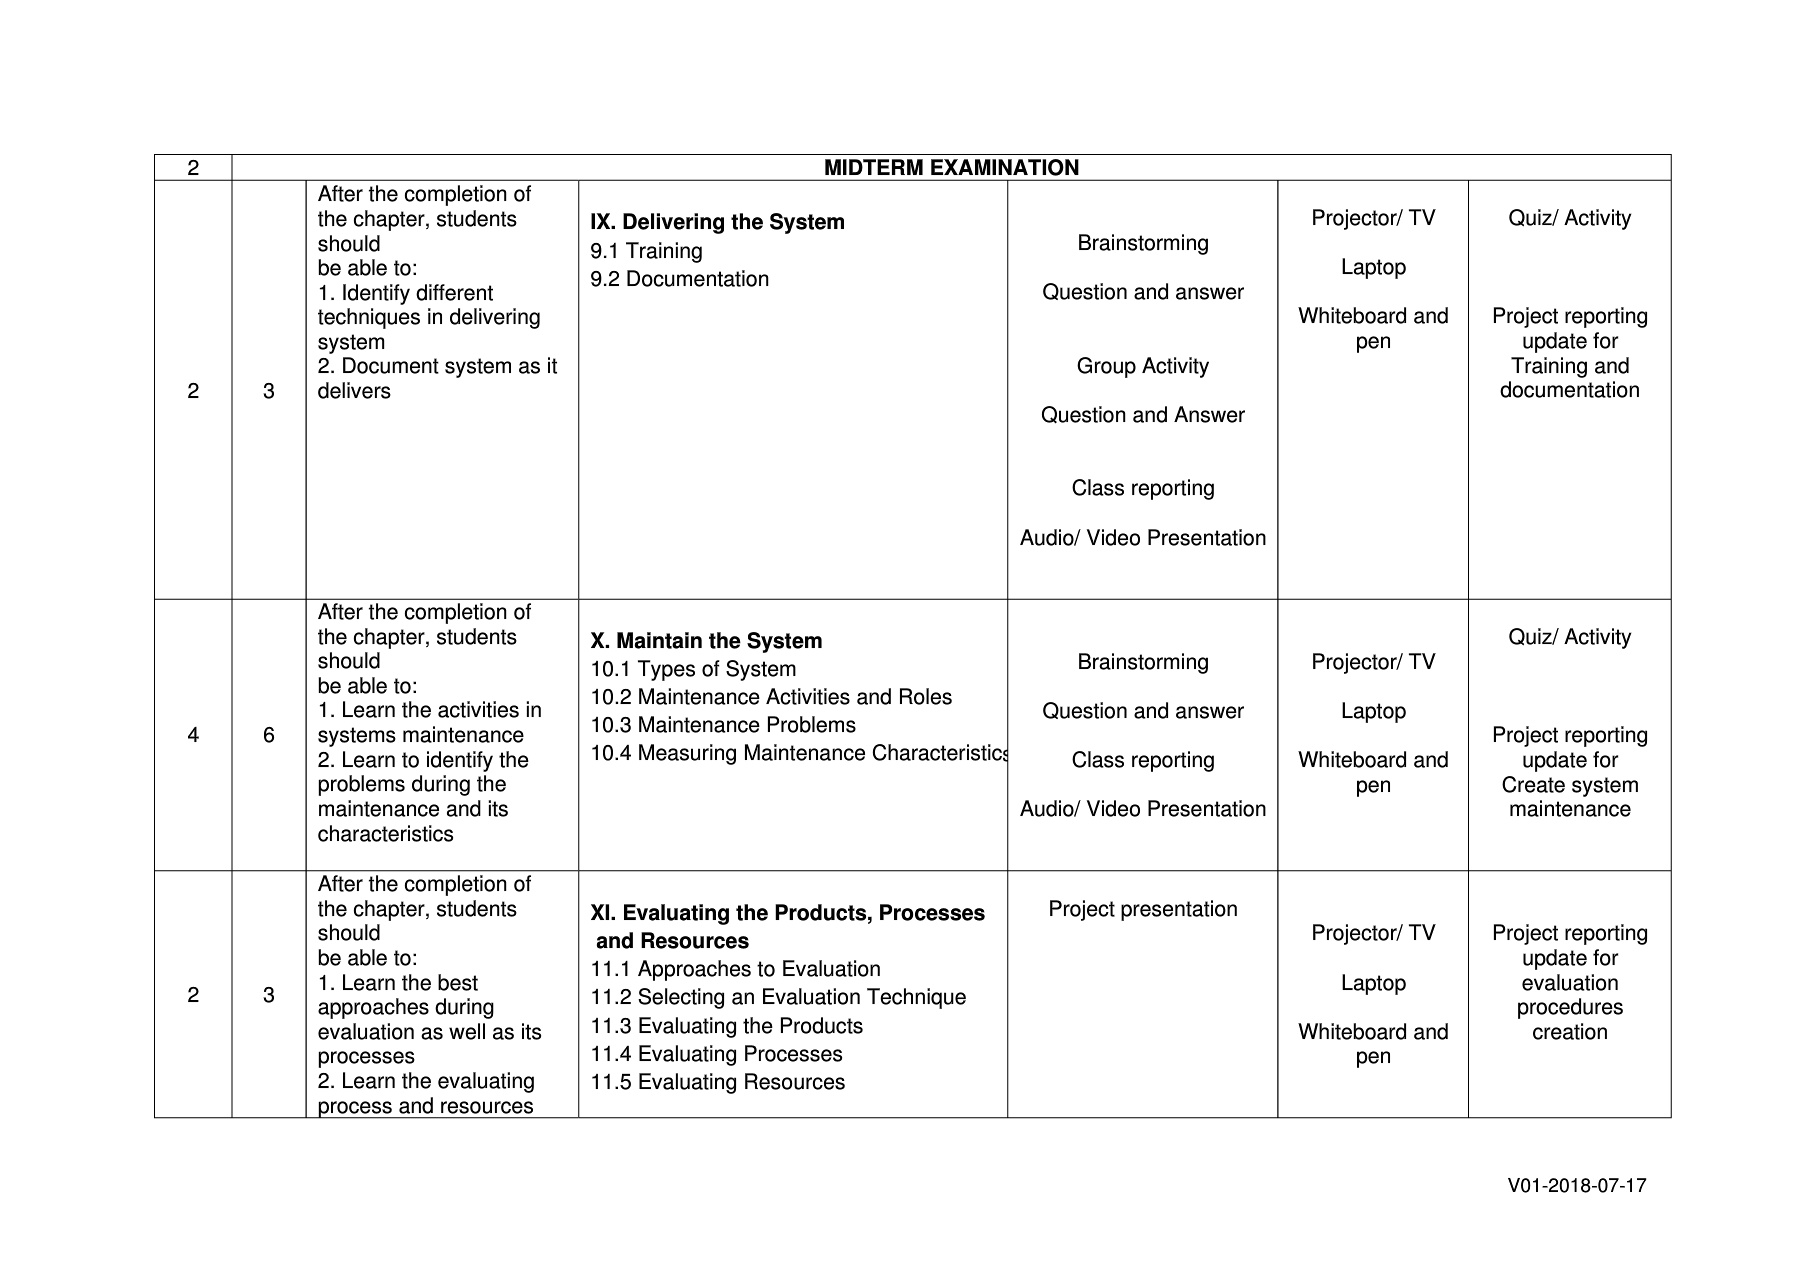 2
MIDTERM EXAMINATION
2
3
After the completion of
the chapter, students
should
be able to:
1. Identify different
techniques in delivering
system
2. Document system as it
delivers
IX. Delivering the System
9.1 Training
9.2 Documentation
Brainstorming
Question and answer
Group Activity
Question and Answer
Class reporting
Audio/ Video Presentation
Projector/ TV
Laptop
Whiteboard and
pen
Quiz/ Activity
Project reporting
update for
Training and
documentation
4
6
After the completion of
the chapter, students
should
be able to:
1. Learn the activities in
systems maintenance
2. Learn to identify the
problems during the
maintenance and its
characteristics
X. Maintain the System
10.1 Types of System
10.2 Maintenance Activities and Roles
10.3 Maintenance Problems
10.4 Measuring Maintenance Characteristics
Brainstorming
Question and answer
Class reporting
Audio/ Video Presentation
Projector/ TV
Laptop
Whiteboard and
pen
Quiz/ Activity
Project reporting
update for
Create system
maintenance
2
3
After the completion of
the chapter, students
should
be able to:
1. Learn the best
approaches during
evaluation as well as its
processes
2. Learn the evaluating
process and resources
XI. Evaluating the Products, Processes
and Resources
11.1 Approaches to Evaluation
11.2 Selecting an Evaluation Technique
11.3 Evaluating the Products
11.4 Evaluating Processes
11.5 Evaluating Resources
Project presentation
Projector/ TV
Laptop
Whiteboard and
pen
Project reporting
update for
evaluation
procedures
creation
V01-2018-07-17